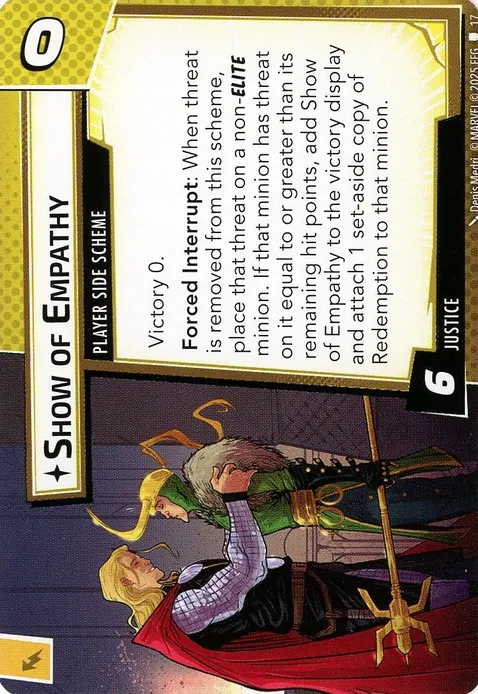 0
SHOW OF EMPATHY
PLAYER SIDE SCHEME
Victory 0.
Forced Interrupt: When threat
is removed from this scheme,
place that threat on a non-ELITE
minion. If that minion has threat
on it equal to or greater than its
remaining hit points, add Show
of Empathy to the victory display
and attach 1 set-aside copy of
Redemption to that minion.
6
JUSTICE
Denis Medri © MARVEL © 2025 FFG 17